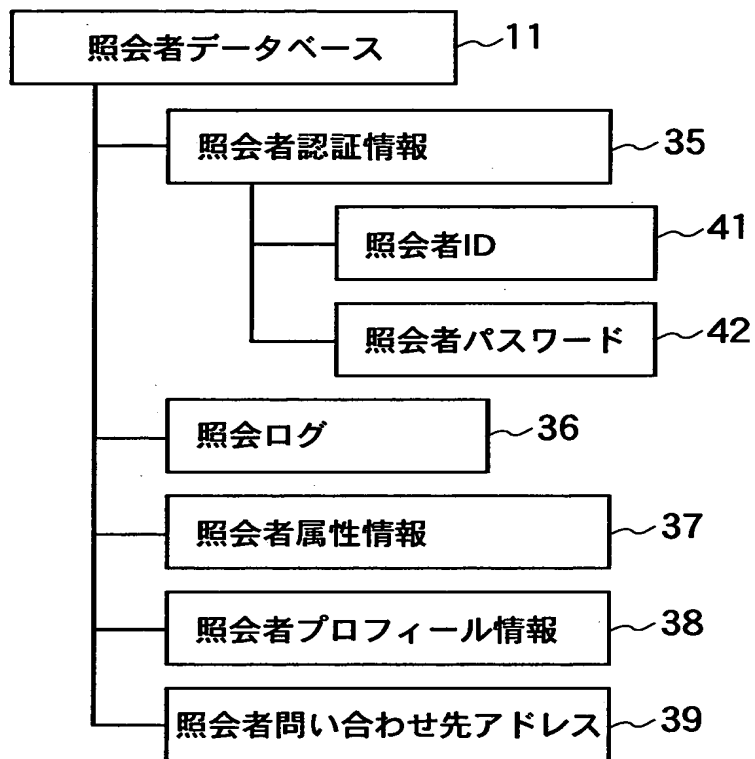 照会者データベース 11
照会者認証情報 35
照会者ID 41
照会者パスワード 42
照会ログ 36
照会者属性情報 37
照会者プロフィール情報 38
照会者問い合わせ先アドレス 39